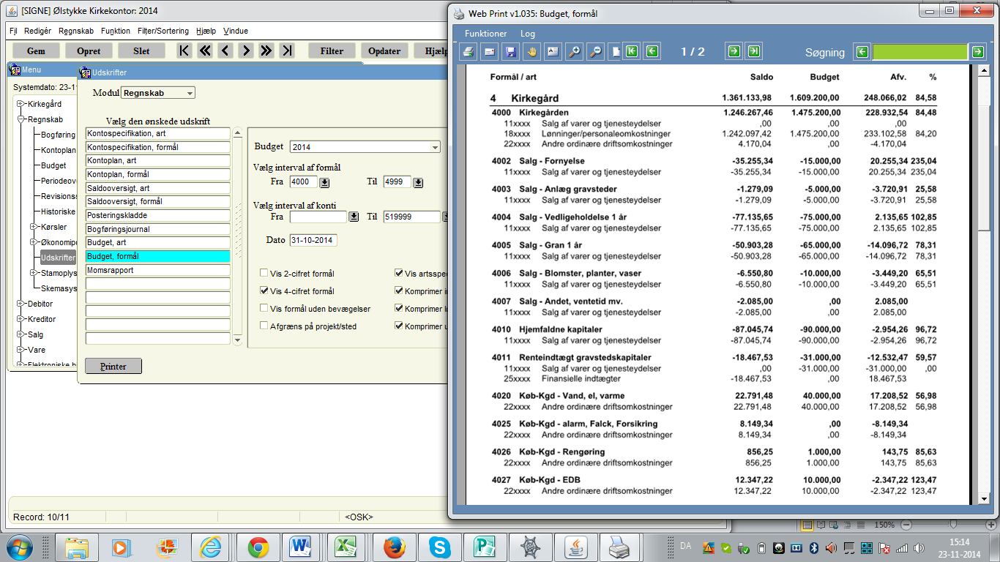 [SIGNE] Ølstykke Kirkekontor: 2014
Fil Redigér Regnskab Funktion Filter/Sortering Hjælp Vindue
Gem Opret Slet Filter Opdater Hjælp
Menu
Systemdato: 23-1
Kirkegård
Regnskab
Bogføring
Kontoplan
Budget
Periodeov
Revisionss
Historiske
Kørsler
Økonomip
Udskrifter
Stamoplys
Skemasys
Debitor
Kreditor
Salg
Vare
Elektroniske b
Udskrifter
Modul Regnskab
Vælg den ønskede udskrift
Kontospecifikation, art
Kontospecifikation, formål
Kontoplan, art
Kontoplan, formål
Saldooversigt, art
Saldooversigt, formål
Posteringskladde
Bogføringsjournal
Budget, art
Budget, formål
Momsrapport
Printer
Budget 2014
Vælg interval af formål
Fra 4000 Til 4999
Vælg interval af konti
Fra Til 519999
Dato 31-10-2014
Vis 2-cifret formål
Vis 4-cifret formål
Vis formål uden bevægelser
Afgræns på projekt/sted
Vis artsspe
Komprimer i
Komprimer l
Komprimer u
Record: 10/11 <OSK>
Web Print v1.035: Budget, formål
Funktioner Log
1 / 2 Søgning
Formål / art Saldo Budget Afv. %
4 Kirkegård 1.361.133,98 1.609.200,00 248.066,02 84,58
4000 Kirkegården 1.246.267,46 1.475.200,00 228.932,54 84,48
11xxxx Salg af varer og tjenesteydelser ,00 ,00 ,00
18xxxx Lønninger/personaleomkostninger 1.242.097,42 1.475.200,00 233.102,58 84,20
22xxxx Andre ordinære driftsomkostninger 4.170,04 ,00 -4.170,04
4002 Salg - Fornyelse -35.255,34 -15.000,00 20.255,34 235,04
11xxxx Salg af varer og tjenesteydelser -35.255,34 -15.000,00 20.255,34 235,04
4003 Salg - Anlæg gravsteder -1.279,09 -5.000,00 -3.720,91 25,58
11xxxx Salg af varer og tjenesteydelser -1.279,09 -5.000,00 -3.720,91 25,58
4004 Salg - Vedligeholdelse 1 år -77.135,65 -75.000,00 2.135,65 102,85
11xxxx Salg af varer og tjenesteydelser -77.135,65 -75.000,00 2.135,65 102,85
4005 Salg - Gran 1 år -50.903,28 -65.000,00 -14.096,72 78,31
11xxxx Salg af varer og tjenesteydelser -50.903,28 -65.000,00 -14.096,72 78,31
4006 Salg - Blomster, planter, vaser -6.550,80 -10.000,00 -3.449,20 65,51
11xxxx Salg af varer og tjenesteydelser -6.550,80 -10.000,00 -3.449,20 65,51
4007 Salg - Andet, ventetid mv. -2.085,00 ,00 2.085,00
11xxxx Salg af varer og tjenesteydelser -2.085,00 ,00 2.085,00
4010 Hjemfaldne kapitaler -87.045,74 -90.000,00 -2.954,26 96,72
11xxxx Salg af varer og tjenesteydelser -87.045,74 -90.000,00 -2.954,26 96,72
4011 Renteindtægt gravstedskapitaler -18.467,53 -31.000,00 -12.532,47 59,57
11xxxx Salg af varer og tjenesteydelser ,00 -31.000,00 -31.000,00 ,00
25xxxx Finansielle indtægter -18.467,53 ,00 18.467,53
4020 Køb-Kgd - Vand, el, varme 22.791,48 40.000,00 17.208,52 56,98
22xxxx Andre ordinære driftsomkostninger 22.791,48 40.000,00 17.208,52 56,98
4025 Køb-Kgd - alarm, Falck, Forsikring 8.149,34 ,00 -8.149,34
22xxxx Andre ordinære driftsomkostninger 8.149,34 ,00 -8.149,34
4026 Køb-Kgd - Rengøring 856,25 1.000,00 143,75 85,63
22xxxx Andre ordinære driftsomkostninger 856,25 1.000,00 143,75 85,63
4027 Køb-Kgd - EDB 12.347,22 10.000,00 -2.347,22 123,47
22xxxx Andre ordinære driftsomkostninger 12.347,22 10.000,00 -2.347,22 123,47
150%
DA
15:14
23-11-2014